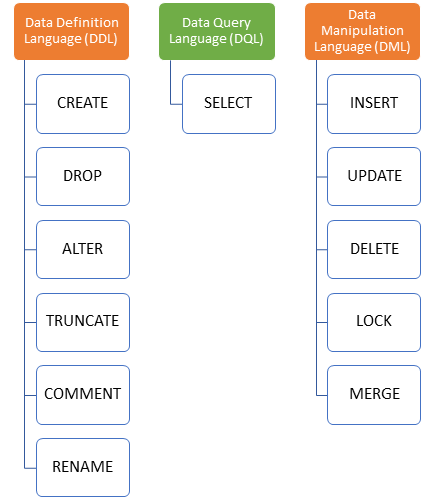 Data Definition
Language (DDL)
CREATE
DROP
ALTER
TRUNCATE
COMMENT
RENAME
Data Query
Language (DQL)
SELECT
Data
Manipulation
Language (DML)
INSERT
UPDATE
DELETE
LOCK
MERGE